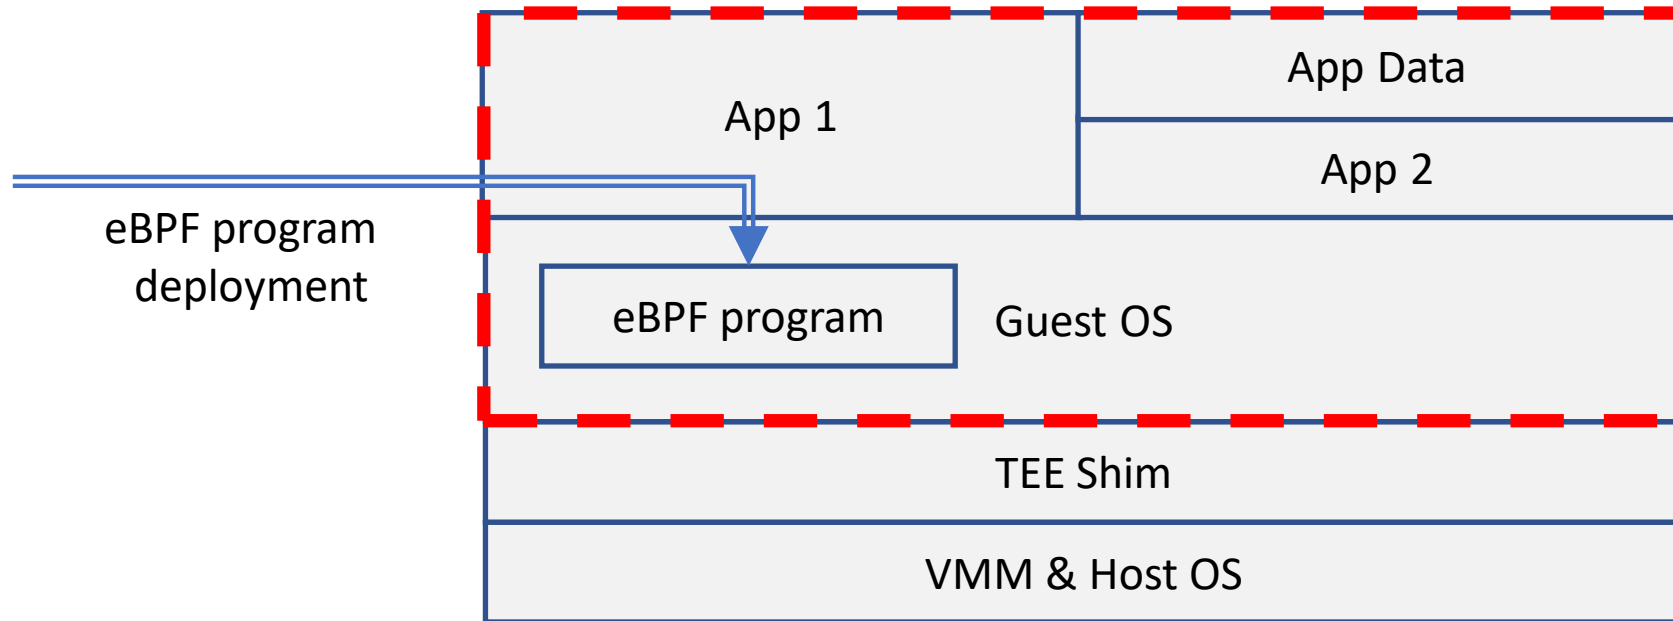 App Data
App 1
App 2
eBPF program
deployment
eBPF program
Guest OS
TEE Shim
VMM & Host OS